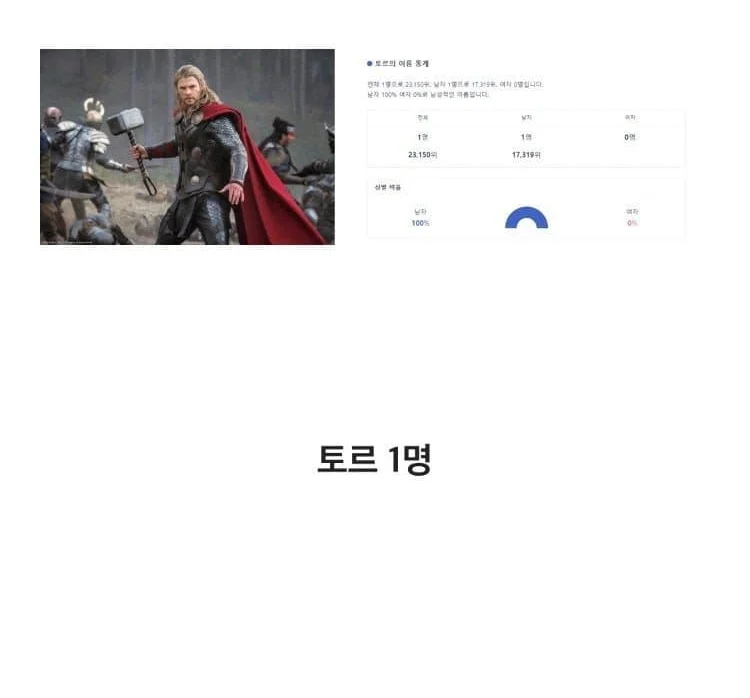 토르의 이름 통계
전체 1명으로 23,150위, 남자 1명으로 17,319위, 여자 0명입니다.
남자 100% 여자 0%로 남성적인 이름입니다.
전체 남자 여자
1명 1명 0명
23,150위 17,319위
성별 비율
남자 여자
100% 0%
토르 1명